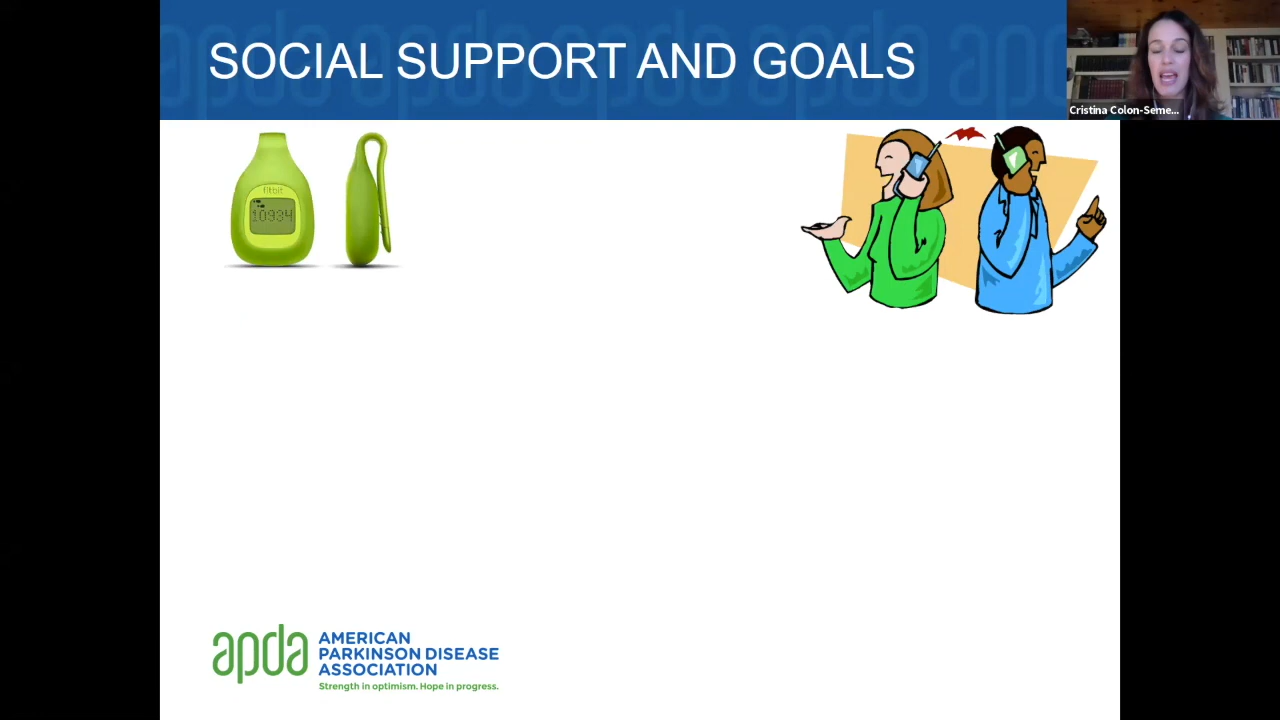 SOCIAL SUPPORT AND GOALS
Cristina Colon-Seme...
fitbit
10934
apda
AMERICAN
PARKINSON DISEASE
ASSOCIATION
Strength in optimism. Hope in progress.